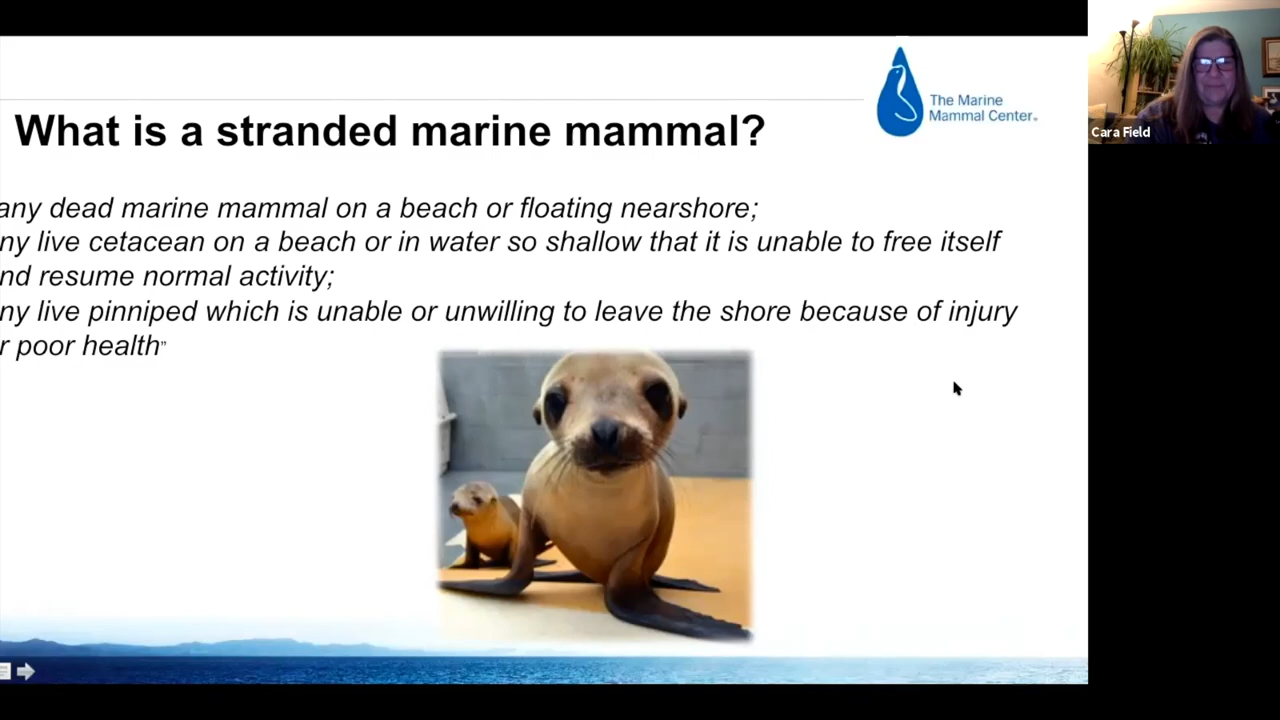 What is a stranded marine mammal?
The Marine
Mammal Center®
Cara Field
any dead marine mammal on a beach or floating nearshore;
ny live cetacean on a beach or in water so shallow that it is unable to free itself
nd resume normal activity;
ny live pinniped which is unable or unwilling to leave the shore because of injury
r poor health”